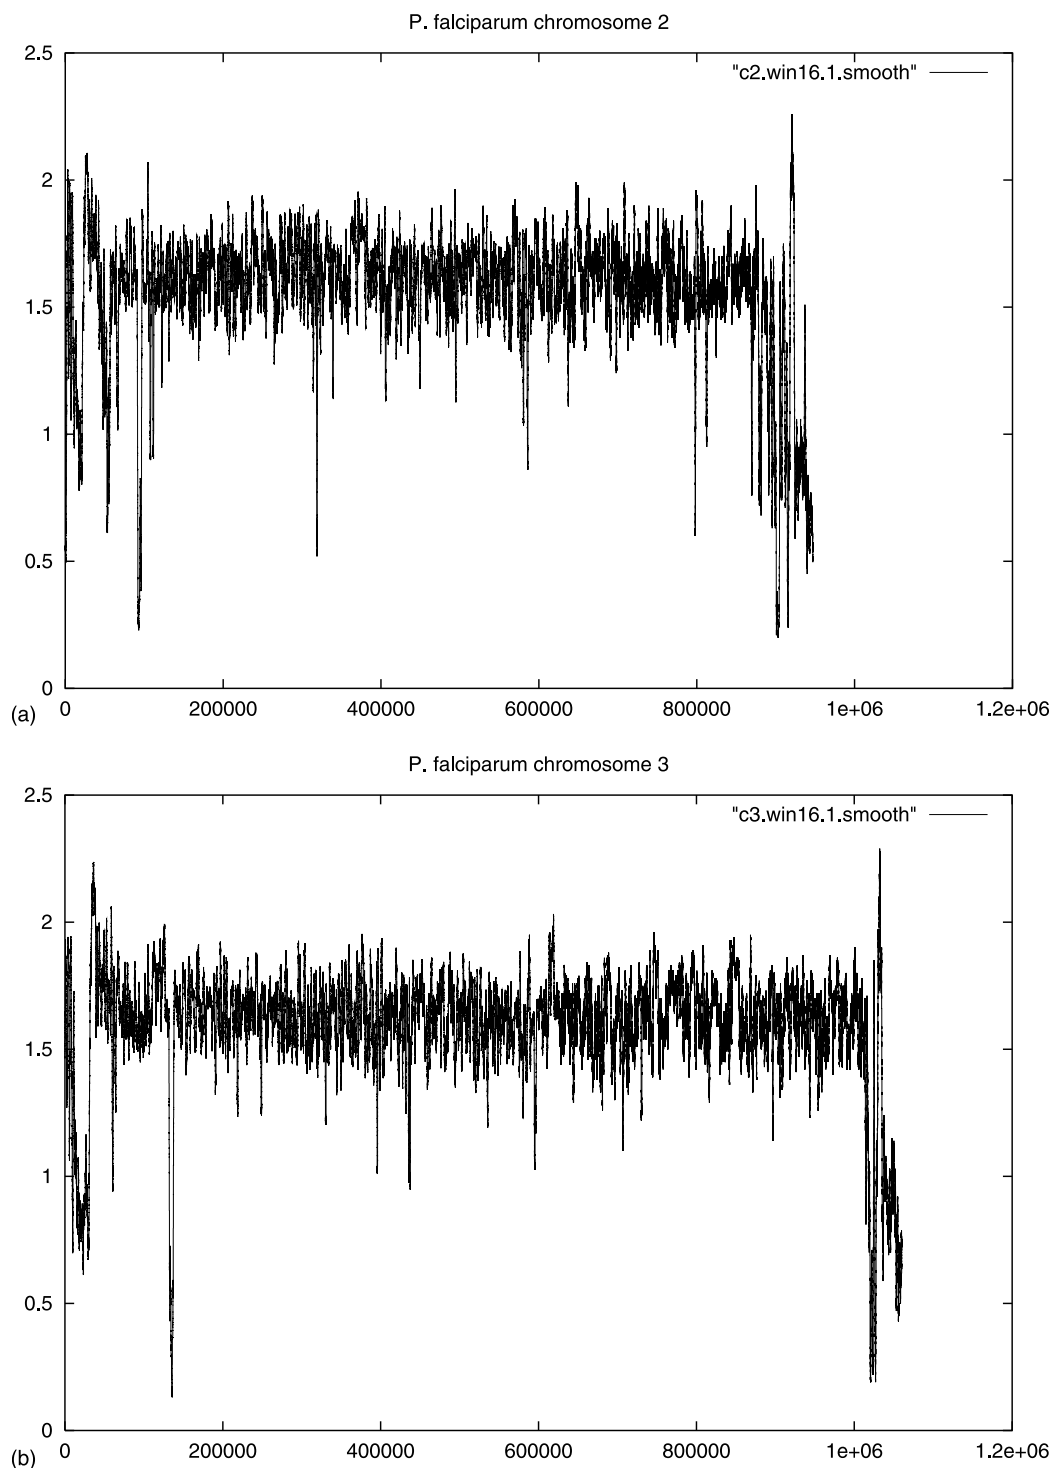 P. falciparum chromosome 2
2.5
"c2.win16.1.smooth"
2
1.5
1
0.5
0
(a)
0 200000 400000 600000 800000 1e+06 1.2e+06
P. falciparum chromosome 3
2.5
"c3.win16.1.smooth"
2
1.5
1
0.5
0
(b)
0 200000 400000 600000 800000 1e+06 1.2e+06